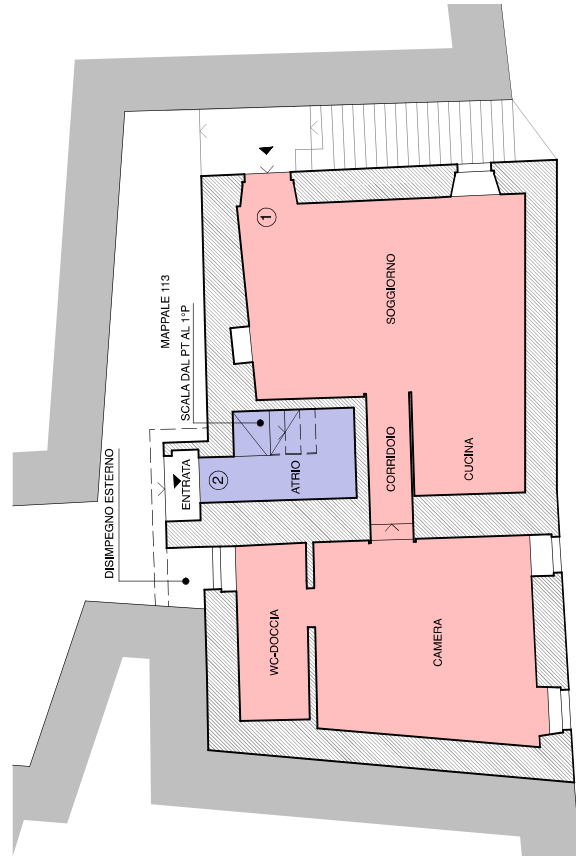 DISIMPEGNO ESTERNO
MAPPALE 113
SCALA DAL PT AL 1°P
ENTRATA
2
ATRIO
1
SOGGIORNO
CORRIDOIO
CUCINA
WC-DOCCIA
CAMERA